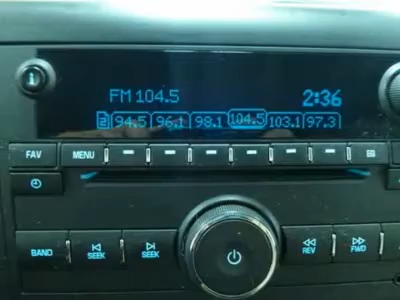 FM 104.5 2:36
2 94.5 96.1 98.1 104.5 103.1 97.3
FAV MENU
BAND SEEK SEEK REV FWD